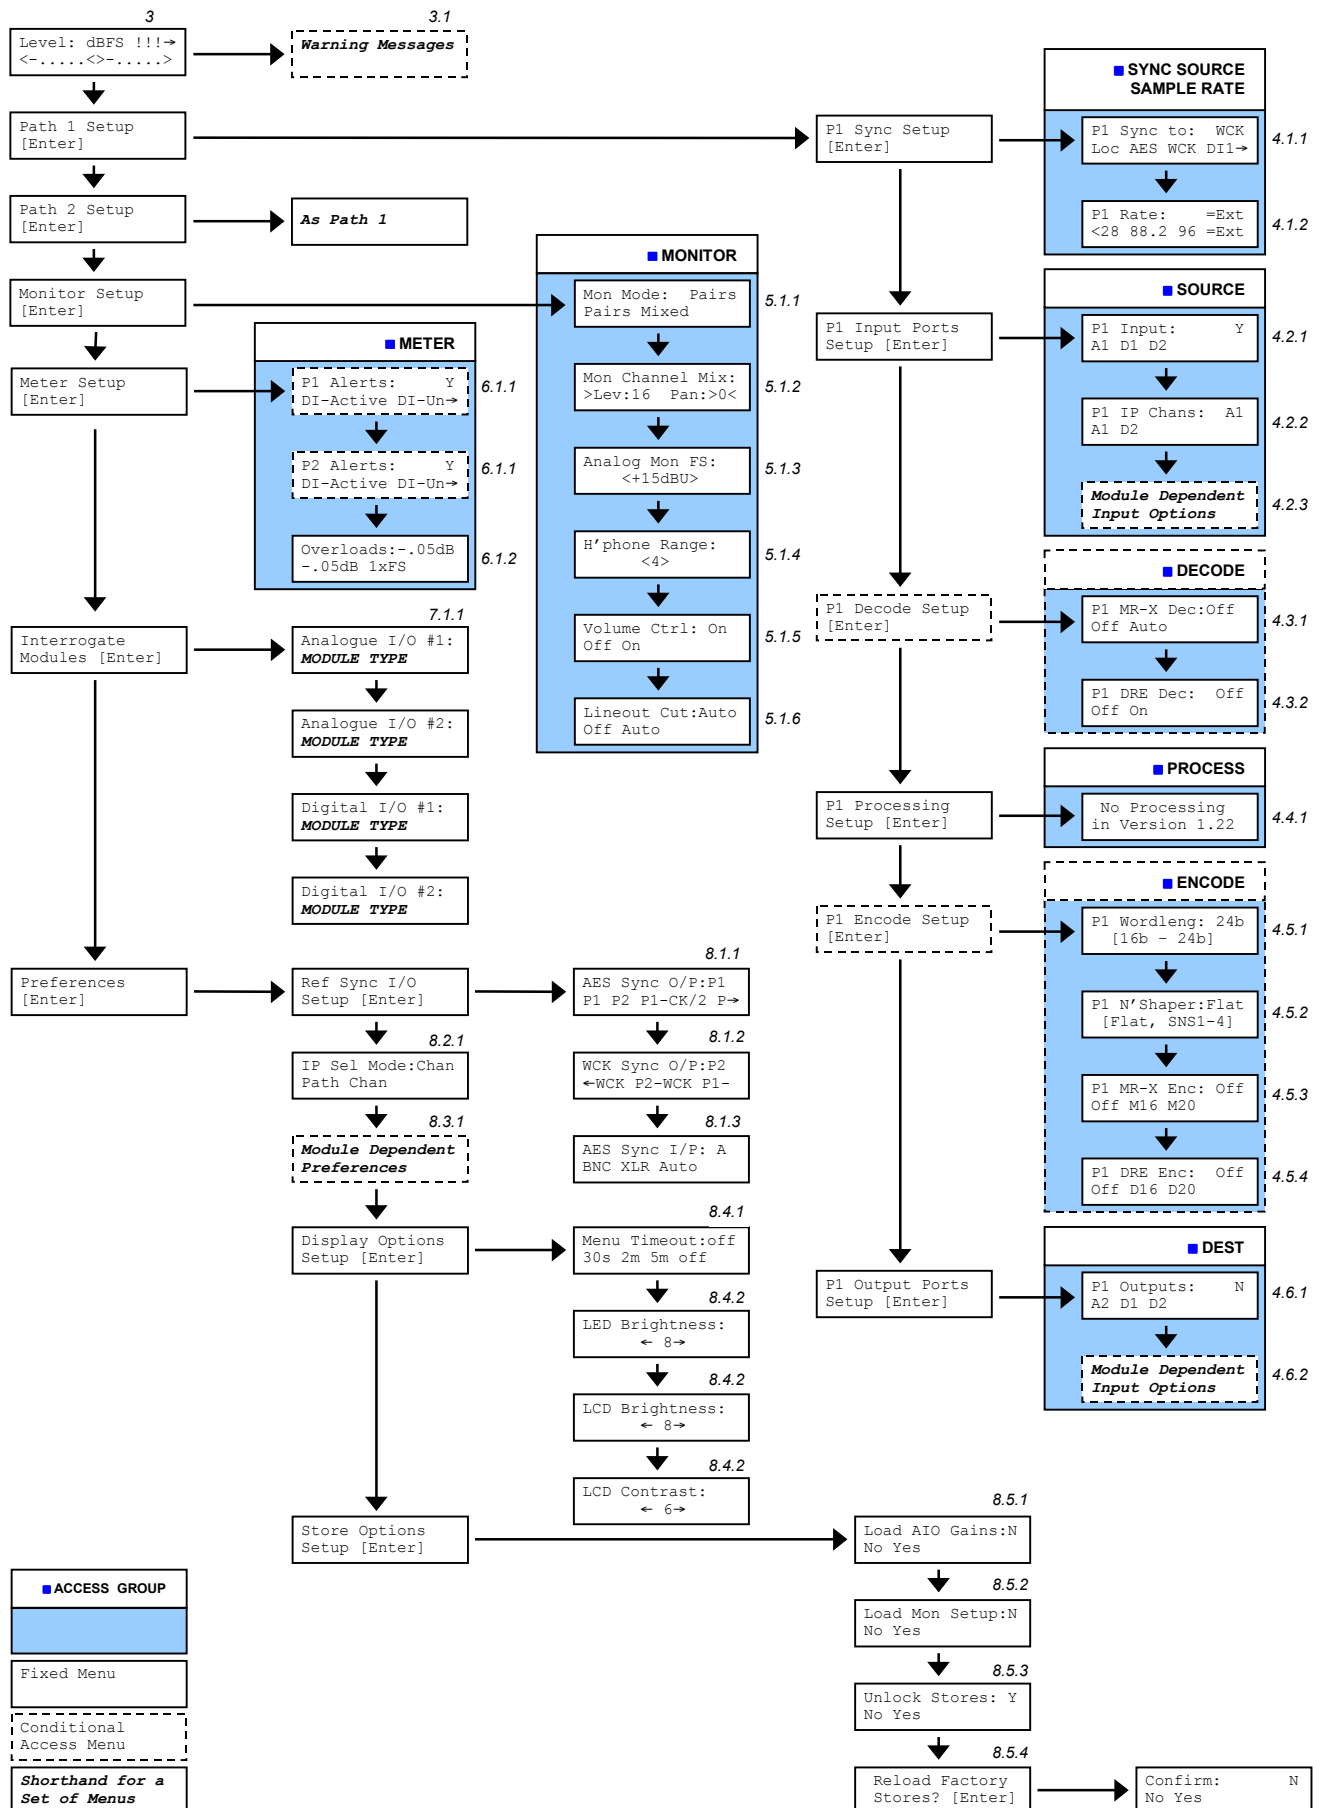 3
Level: dBFS !!!→
<-.....<>-.....>
3.1
Warning Messages
Path 1 Setup
[Enter]
Path 2 Setup
[Enter]
As Path 1
Monitor Setup
[Enter]
Meter Setup
[Enter]
Interrogate
Modules [Enter]
Preferences
[Enter]
METER
P1 Alerts: Y
DI-Active DI-Un→
6.1.1
P2 Alerts: Y
DI-Active DI-Un→
6.1.1
Overloads:-.05dB
-.05dB 1xFS
6.1.2
MONITOR
Mon Mode: Pairs
Pairs Mixed
5.1.1
Mon Channel Mix:
>Lev:16 Pan:>0<
5.1.2
Analog Mon FS:
<+15dBU>
5.1.3
H'phone Range:
<4>
5.1.4
Volume Ctrl: On
Off On
5.1.5
Lineout Cut:Auto
Off Auto
5.1.6
7.1.1
Analogue I/O #1:
MODULE TYPE
Analogue I/O #2:
MODULE TYPE
Digital I/O #1:
MODULE TYPE
Digital I/O #2:
MODULE TYPE
Ref Sync I/O
Setup [Enter]
8.2.1
IP Sel Mode:Chan
Path Chan
8.3.1
Module Dependent
Preferences
Display Options
Setup [Enter]
Store Options
Setup [Enter]
8.1.1
AES Sync O/P:P1
P1 P2 P1-CK/2 P→
8.1.2
WCK Sync O/P:P2
←WCK P2-WCK P1-
8.1.3
AES Sync I/P: A
BNC XLR Auto
8.4.1
Menu Timeout:off
30s 2m 5m off
8.4.2
LED Brightness:
← 8→
8.4.2
LCD Brightness:
← 8→
8.4.2
LCD Contrast:
← 6→
P1 Sync Setup
[Enter]
P1 Input Ports
Setup [Enter]
P1 Decode Setup
[Enter]
P1 Processing
Setup [Enter]
P1 Encode Setup
[Enter]
P1 Output Ports
Setup [Enter]
SYNC SOURCE
SAMPLE RATE
P1 Sync to: WCK
Loc AES WCK DI1→
4.1.1
P1 Rate: =Ext
<28 88.2 96 =Ext
4.1.2
SOURCE
P1 Input: Y
A1 D1 D2
4.2.1
P1 IP Chans: A1
A1 D2
4.2.2
Module Dependent
Input Options
4.2.3
DECODE
P1 MR-X Dec:Off
Off Auto
4.3.1
P1 DRE Dec: Off
Off On
4.3.2
PROCESS
No Processing
in Version 1.22
4.4.1
ENCODE
P1 Wordleng: 24b
[16b – 24b]
4.5.1
P1 N'Shaper:Flat
[Flat, SNS1-4]
4.5.2
P1 MR-X Enc: Off
Off M16 M20
4.5.3
P1 DRE Enc: Off
Off D16 D20
4.5.4
DEST
P1 Outputs: N
A2 D1 D2
4.6.1
Module Dependent
Input Options
4.6.2
8.5.1
Load AIO Gains:N
No Yes
8.5.2
Load Mon Setup:N
No Yes
8.5.3
Unlock Stores: Y
No Yes
8.5.4
Reload Factory
Stores? [Enter]
Confirm: N
No Yes
ACCESS GROUP
Fixed Menu
Conditional
Access Menu
Shorthand for a
Set of Menus